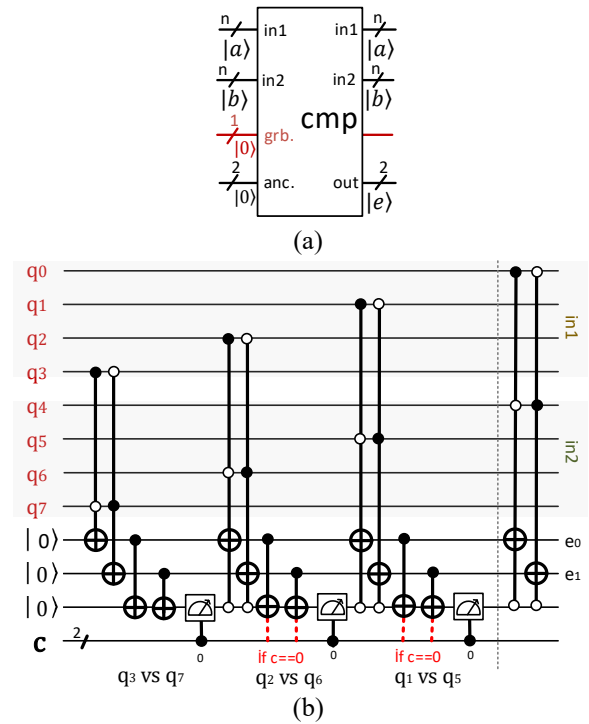 n n
in1 in1
|a⟩ |a⟩
n n
in2 in2
|b⟩ |b⟩
cmp
1
grb.
|0⟩
2 2
anc. out
|0⟩ |e⟩
(a)
q0
q1
in1
q2
q3
q4
q5
in2
q6
q7
|0⟩ e₀
|0⟩ e₁
|0⟩
c 2
0 if c==0 0 if c==0 0
q₃ vs q₇ q₂ vs q₆ q₁ vs q₅
(b)